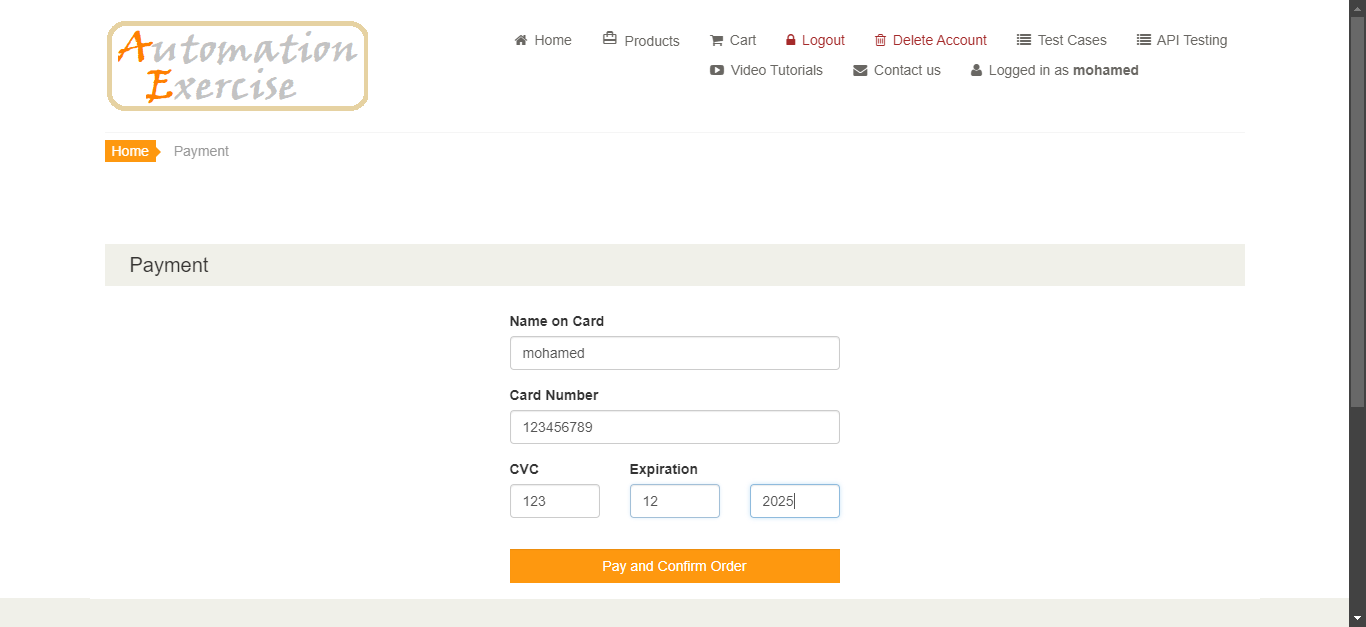 Automation
Exercise
Home Products Cart Logout Delete Account Test Cases API Testing
Video Tutorials Contact us Logged in as mohamed
Home Payment
Payment
Name on Card
mohamed
Card Number
123456789
CVC Expiration
123 12 2025
Pay and Confirm Order